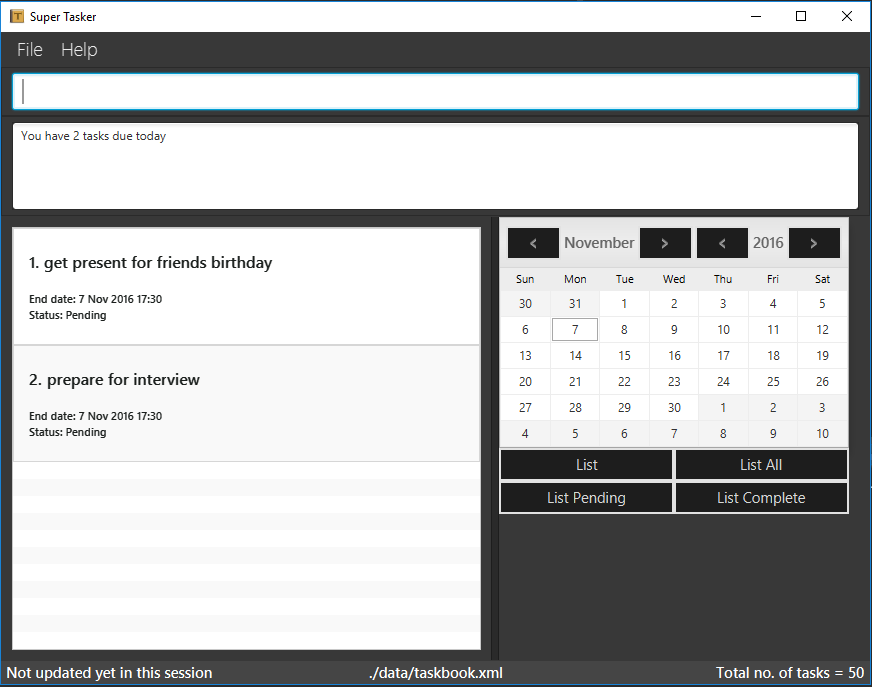 Super Tasker
File Help
You have 2 tasks due today
1. get present for friends birthday
End date: 7 Nov 2016 17:30
Status: Pending
2. prepare for interview
End date: 7 Nov 2016 17:30
Status: Pending
< November > < 2016 >
Sun Mon Tue Wed Thu Fri Sat
30 31 1 2 3 4 5
6 7 8 9 10 11 12
13 14 15 16 17 18 19
20 21 22 23 24 25 26
27 28 29 30 1 2 3
4 5 6 7 8 9 10
List List All
List Pending List Complete
Not updated yet in this session ./data/taskbook.xml Total no. of tasks = 50